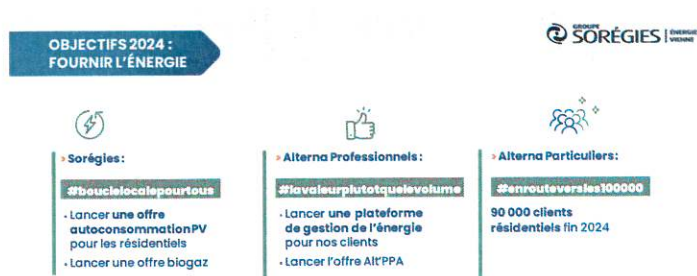 OBJECTIFS 2024 :
FOURNIR L'ÉNERGIE
GROUPE
SORÉGIES
ÉNERGIE
VIENNE
› Sorégies :
#bouclelocalepourtous
• Lancer une offre
autoconsommation PV
pour les résidentiels
• Lancer une offre biogaz
› Alterna Professionnels :
#lavaleurplutotquelevolume
• Lancer une plateforme
de gestion de l'énergie
pour nos clients
• Lancer l'offre Alt'PPA
› Alterna Particuliers :
#enrouteversles100000
90 000 clients
résidentiels fin 2024